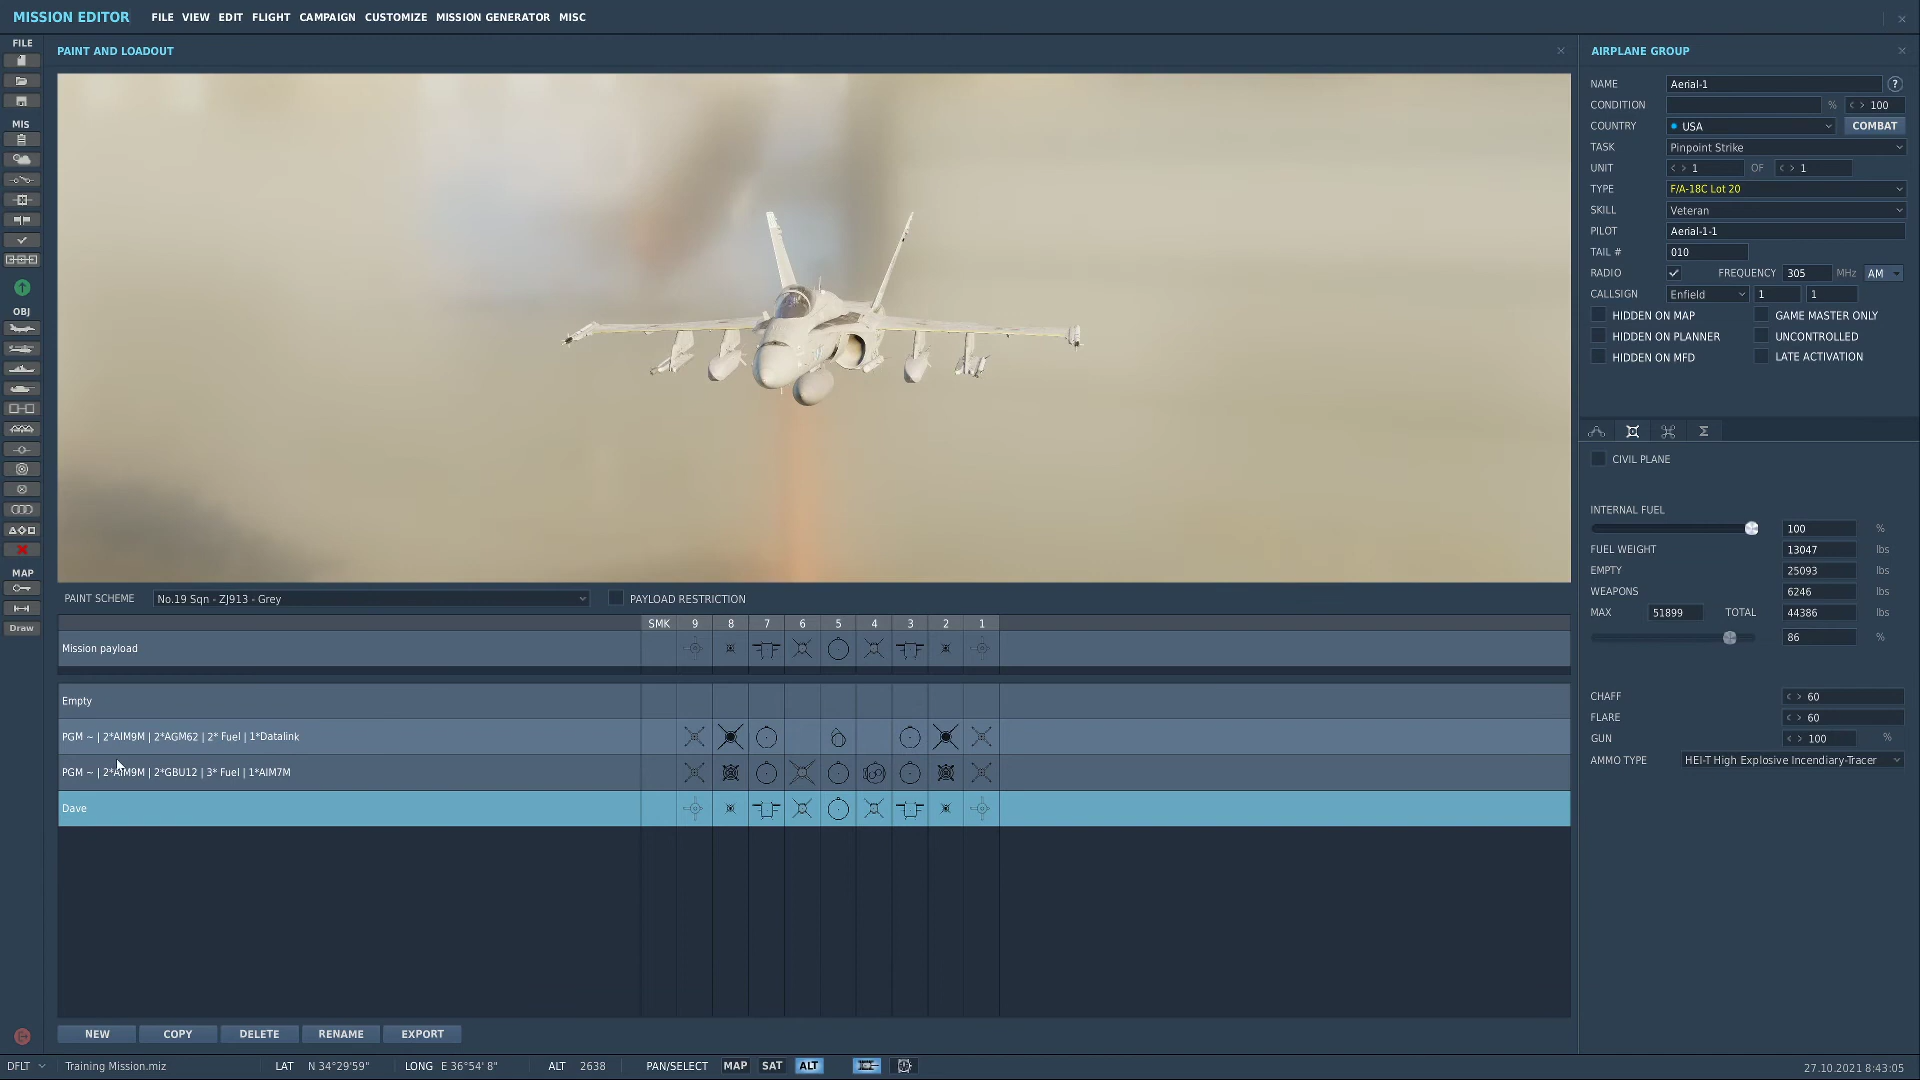 MISSION EDITOR FILE VIEW EDIT FLIGHT CAMPAIGN CUSTOMIZE MISSION GENERATOR MISC
FILE
MIS
OBJ
MAP
Draw
PAINT AND LOADOUT
PAINT SCHEME No.19 Sqn - ZJ913 - Grey PAYLOAD RESTRICTION
SMK 9 8 7 6 5 4 3 2 1
Mission payload
Empty
PGM ~ | 2*AIM9M | 2*AGM62 | 2* Fuel | 1*Datalink
PGM ~ | 2*AIM9M | 2*GBU12 | 3* Fuel | 1*AIM7M
Dave
NEW COPY DELETE RENAME EXPORT
AIRPLANE GROUP
NAME Aerial-1 ?
CONDITION % < > 100
COUNTRY USA COMBAT
TASK Pinpoint Strike
UNIT < > 1 OF < > 1
TYPE F/A-18C Lot 20
SKILL Veteran
PILOT Aerial-1-1
TAIL # 010
RADIO FREQUENCY 305 MHz AM
CALLSIGN Enfield 1 1
HIDDEN ON MAP GAME MASTER ONLY
HIDDEN ON PLANNER UNCONTROLLED
HIDDEN ON MFD LATE ACTIVATION
CIVIL PLANE
INTERNAL FUEL
100 %
FUEL WEIGHT 13047 lbs
EMPTY 25093 lbs
WEAPONS 6246 lbs
MAX 51899 TOTAL 44386 lbs
86 %
CHAFF < > 60
FLARE < > 60
GUN < > 100 %
AMMO TYPE HEI-T High Explosive Incendiary-Tracer
DFLT Training Mission.miz LAT N 34°29'59" LONG E 36°54' 8" ALT 2638 PAN/SELECT MAP SAT ALT 27.10.2021 8:43:05